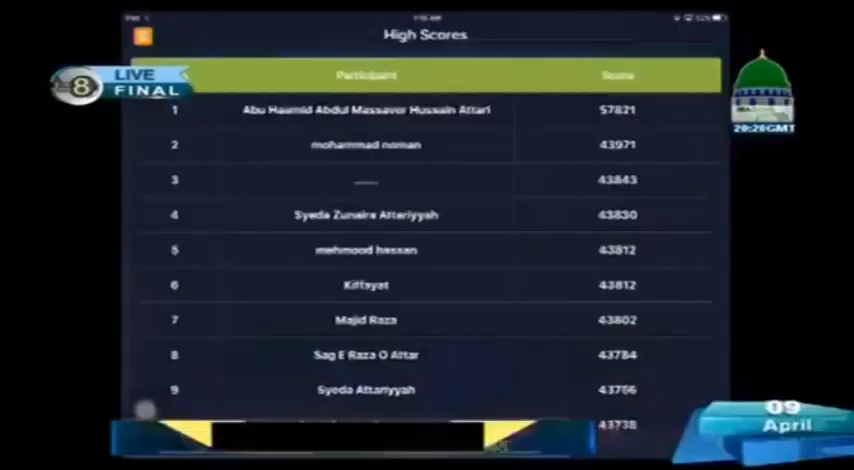 High Scores
Participant Score
LIVE
8
FINAL
1 Abu Haamid Abdul Massavor Hussain Attari 57821
2 mohammad noman 43971
20:20GMT
3 ------ 43843
4 Syeda Zunaira Attariyyah 43830
5 mehmood hassan 43812
6 Kiffayat 43812
7 Majid Raza 43802
8 Sag E Raza O Attar 43784
9 Syeda Attariyyah
43738
09
April